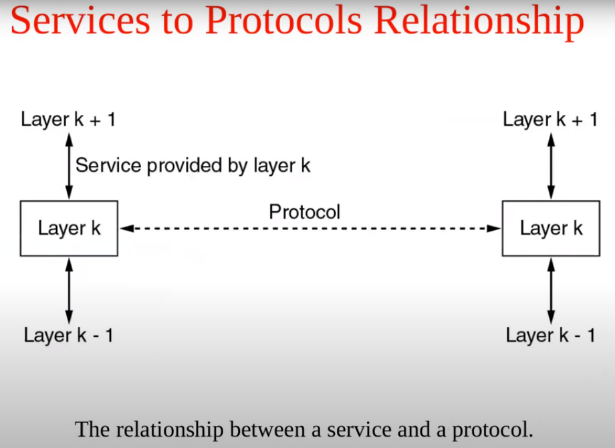 Services to Protocols Relationship
Layer k + 1
Layer k + 1
Service provided by layer k
Protocol
Layer k
Layer k
Layer k - 1
Layer k - 1
The relationship between a service and a protocol.